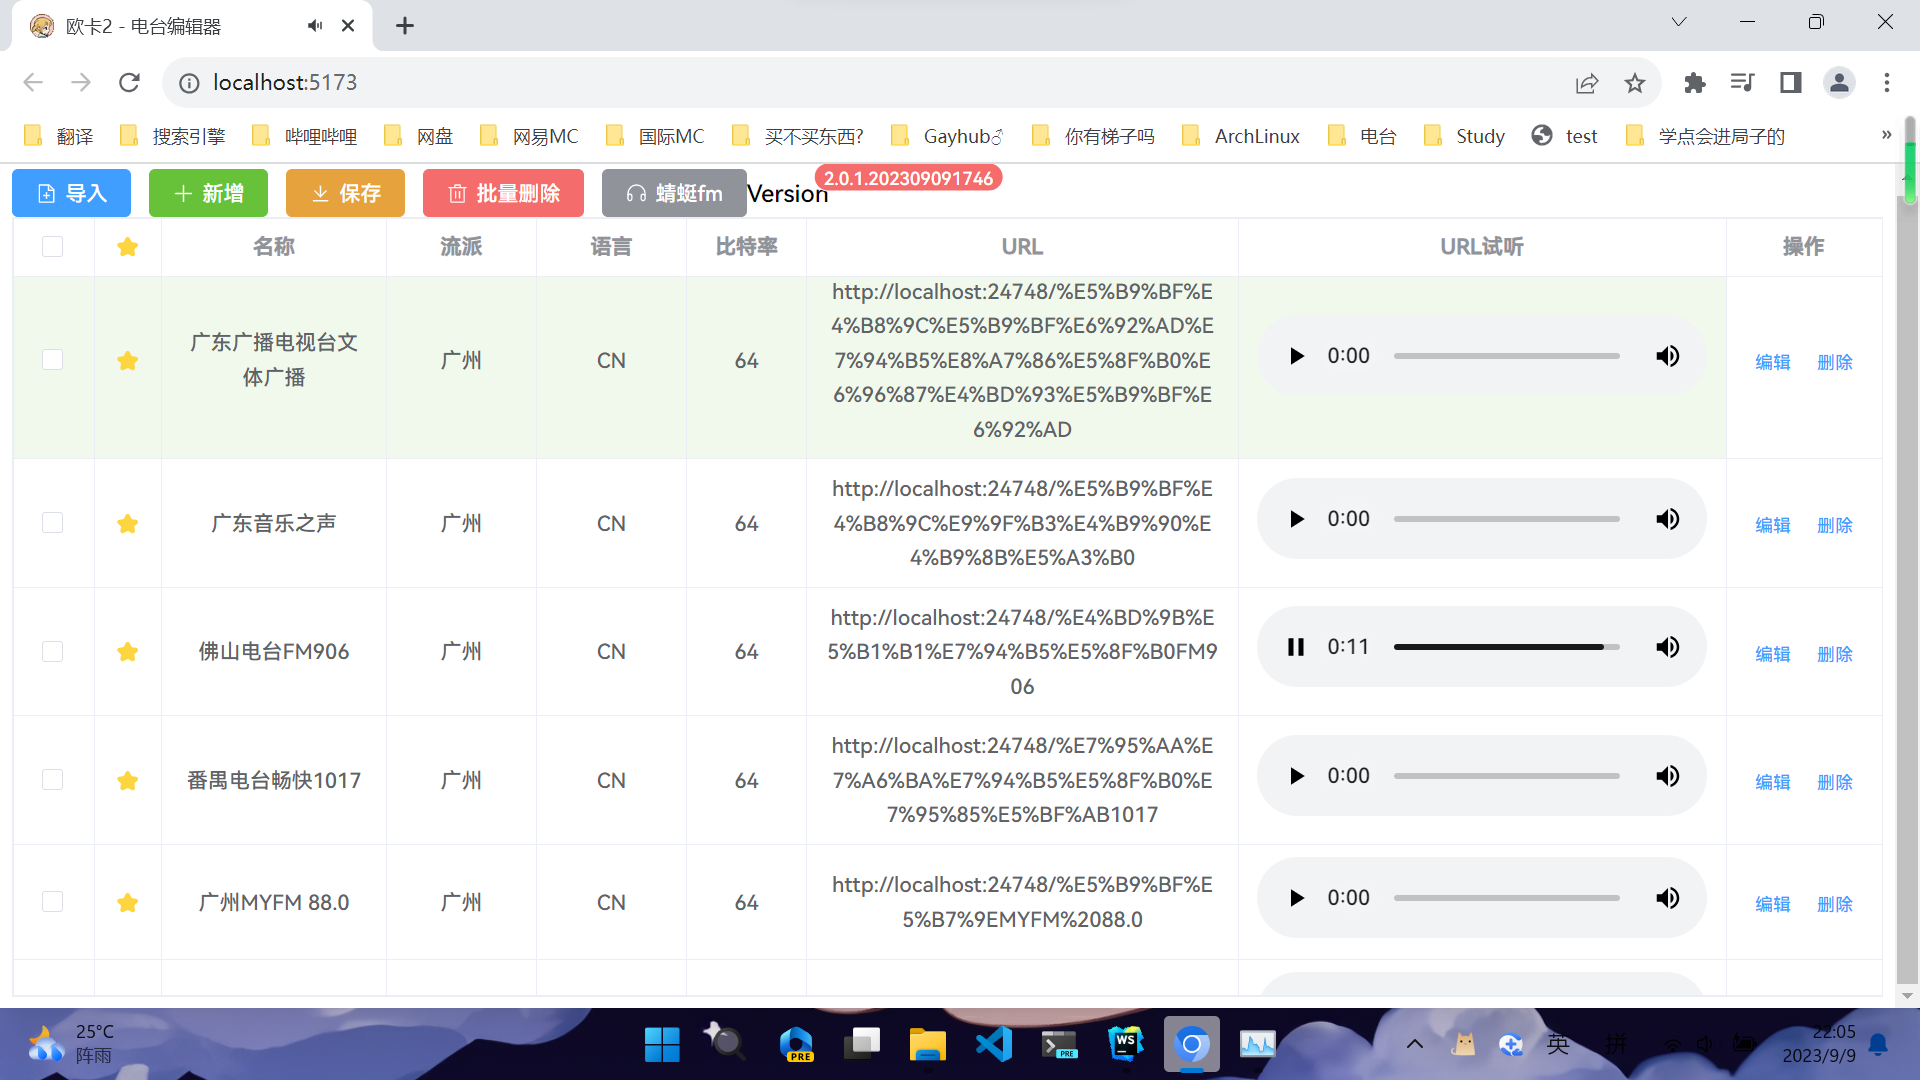 欧卡2 - 电台编辑器
localhost:5173
翻译 搜索引擎 哔哩哔哩 网盘 网易MC 国际MC 买不买东西? Gayhub♂ 你有梯子吗 ArchLinux 电台 Study test 学点会进局子的 »
导入 新增 保存 批量删除 蜻蜓fm Version 2.0.1.202309091746
名称 流派 语言 比特率 URL URL试听 操作
广东广播电视台文
体广播
广州 CN 64
http://localhost:24748/%E5%B9%BF%E
4%B8%9C%E5%B9%BF%E6%92%AD%E
7%94%B5%E8%A7%86%E5%8F%B0%E
6%96%87%E4%BD%93%E5%B9%BF%E
6%92%AD
0:00 编辑 删除
广东音乐之声 广州 CN 64
http://localhost:24748/%E5%B9%BF%E
4%B8%9C%E9%9F%B3%E4%B9%90%E
4%B9%8B%E5%A3%B0
0:00 编辑 删除
佛山电台FM906 广州 CN 64
http://localhost:24748/%E4%BD%9B%E
5%B1%B1%E7%94%B5%E5%8F%B0FM9
06
0:11 编辑 删除
番禺电台畅快1017 广州 CN 64
http://localhost:24748/%E7%95%AA%E
7%A6%BA%E7%94%B5%E5%8F%B0%E
7%95%85%E5%BF%AB1017
0:00 编辑 删除
广州MYFM 88.0 广州 CN 64
http://localhost:24748/%E5%B9%BF%E
5%B7%9EMYFM%2088.0
0:00 编辑 删除
25°C
阵雨
PRE
PRE
WS
英 拼
22:05
2023/9/9